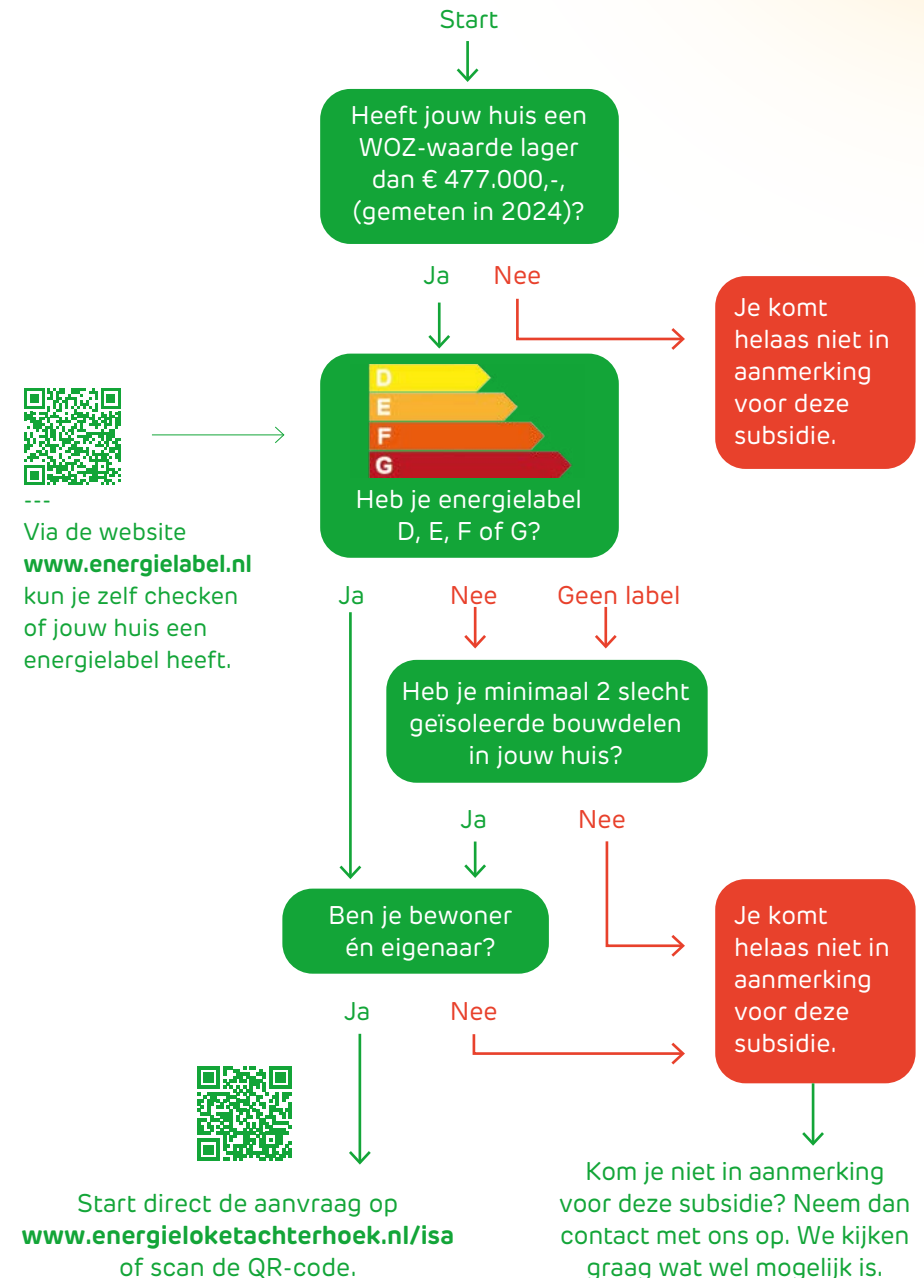 Start
Heeft jouw huis een
WOZ-waarde lager
dan € 477.000,-,
(gemeten in 2024)?
Ja
Nee
Je komt
helaas niet in
aanmerking
voor deze
subsidie.
D
E
F
G
Heb je energielabel
D, E, F of G?
---
Via de website
www.energielabel.nl
kun je zelf checken
of jouw huis een
energielabel heeft.
Ja
Nee
Geen label
Heb je minimaal 2 slecht
geïsoleerde bouwdelen
in jouw huis?
Ja
Nee
Ben je bewoner
én eigenaar?
Je komt
helaas niet in
aanmerking
voor deze
subsidie.
Ja
Nee
Start direct de aanvraag op
www.energieloketachterhoek.nl/isa
of scan de QR-code.
Kom je niet in aanmerking
voor deze subsidie? Neem dan
contact met ons op. We kijken
graag wat wel mogelijk is.